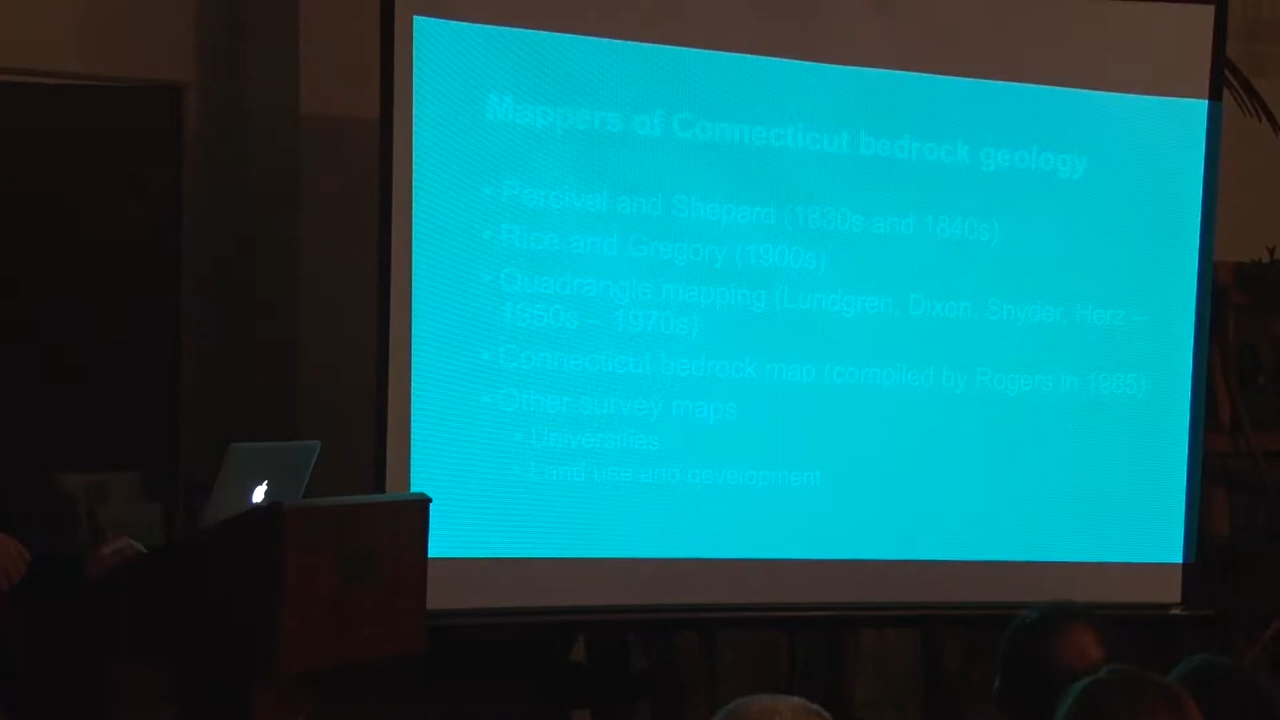 Mappers of Connecticut bedrock geology
• Percival and Shepard (1830s and 1840s)
• Rice and Gregory (1900s)
• Quadrangle mapping (Lundgren, Dixon, Snyder, Herz –
1950s – 1970s)
• Connecticut bedrock map (compiled by Rogers in 1985)
• Other survey maps
• Universities
• Land use and development